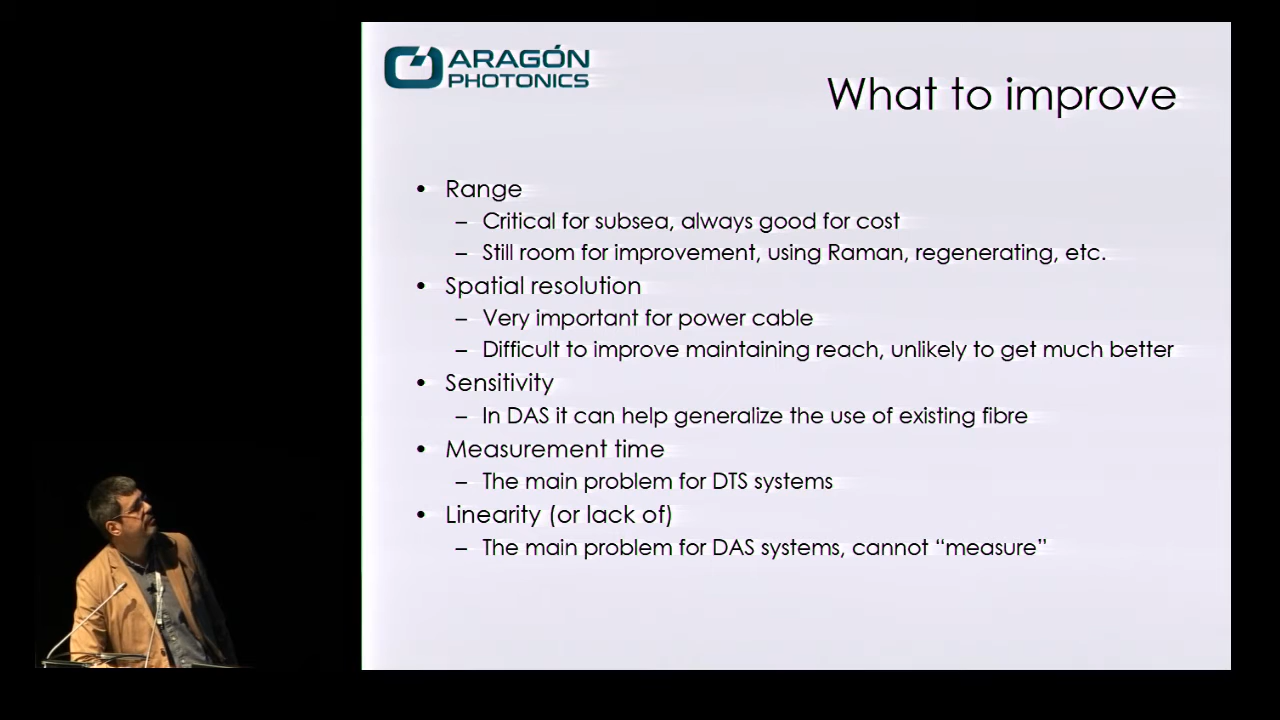 ARAGÓN
PHOTONICS
What to improve
• Range
– Critical for subsea, always good for cost
– Still room for improvement, using Raman, regenerating, etc.
• Spatial resolution
– Very important for power cable
– Difficult to improve maintaining reach, unlikely to get much better
• Sensitivity
– In DAS it can help generalize the use of existing fibre
• Measurement time
– The main problem for DTS systems
• Linearity (or lack of)
– The main problem for DAS systems, cannot “measure”